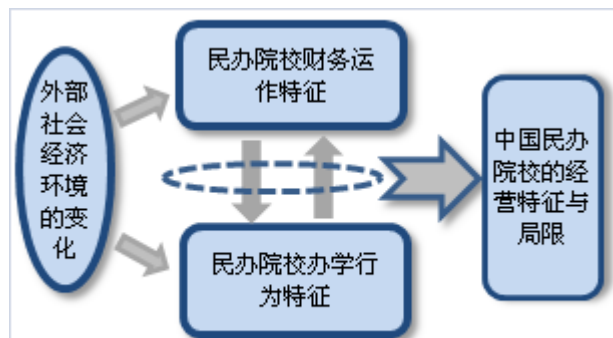 外部
社会
经济
环境
的变
化
民办院校财务运
作特征
民办院校办学行
为特征
中国民办
院校的经
营特征与
局限